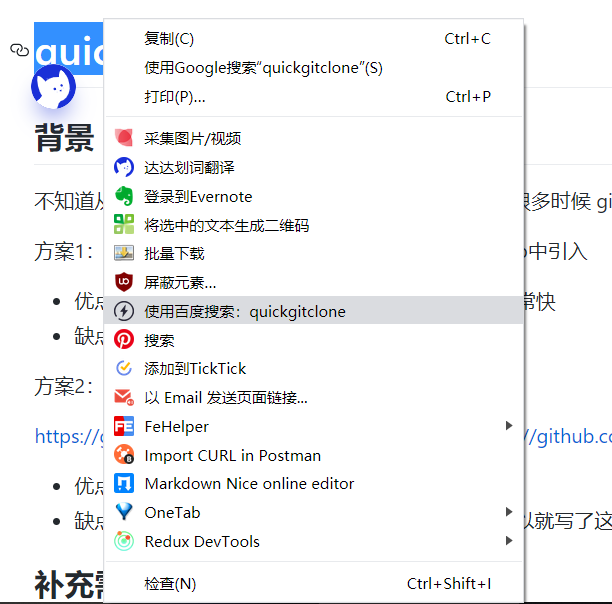 复制(C) Ctrl+C
使用Google搜索“quickgitclone”(S)
打印(P)... Ctrl+P
背景
采集图片/视频
达达划词翻译
不知道 登录到Evernote 很多时候
将选中的文本生成二维码
方案1： 批量下载 中引入
屏蔽元素...
优点 使用百度搜索：quickgitclone 常快
缺点 搜索
添加到TickTick
方案2： 以 Email 发送页面链接...
FeHelper
https:// //github.co
Import CURL in Postman
优点 Markdown Nice online editor
缺点 OneTab 以就写了这
Redux DevTools
补充 检查(N) Ctrl+Shift+I